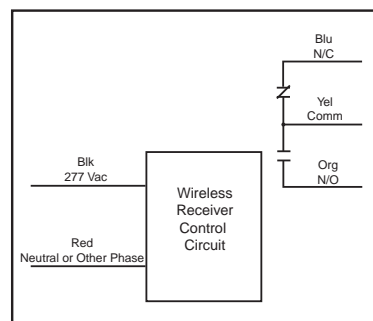 Blu
N/C
Yel
Comm
Org
N/O
Blk
277 Vac
Red
Neutral or Other Phase
Wireless
Receiver
Control
Circuit